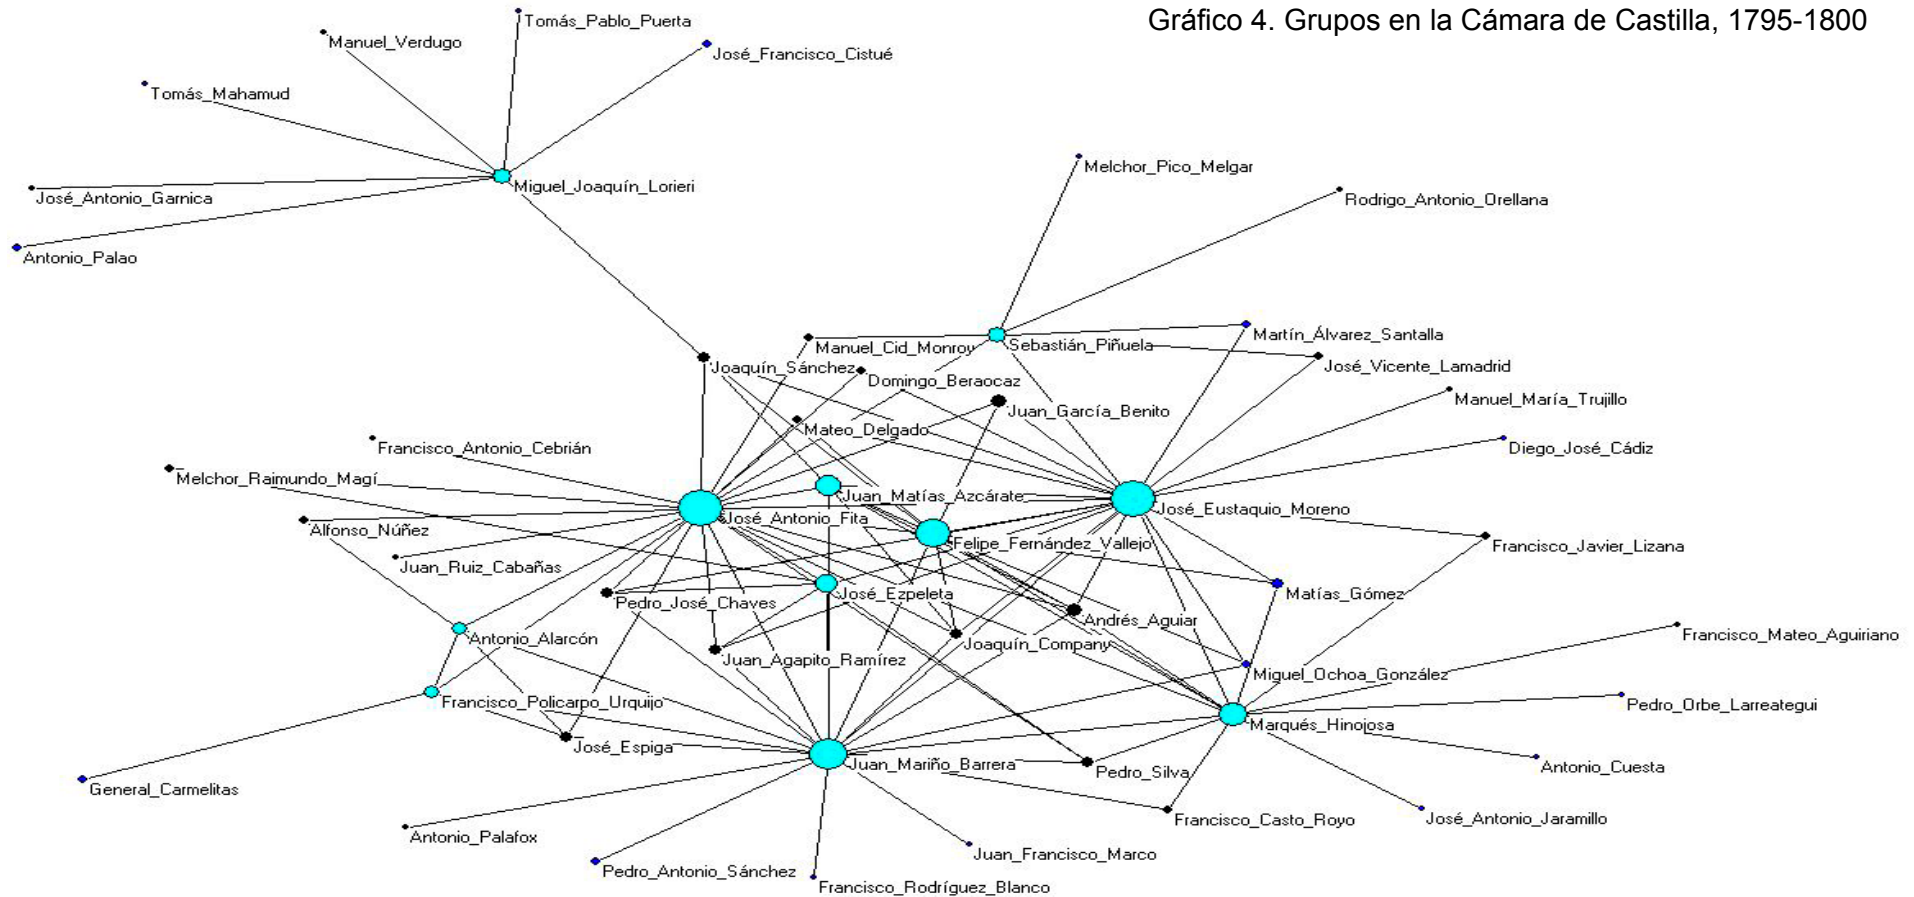 Gráfico 4. Grupos en la Cámara de Castilla, 1795-1800
Tomás_Pablo_Puerta
Manuel_Verdugo
José_Francisco_Cistué
Tomás_Mahamud
Miguel_Joaquín_Lorieri
José_Antonio_Garnica
Antonio_Palao
Melchor_Pico_Melgar
Rodrigo_Antonio_Orellana
Martín_Álvarez_Santalla
Manuel_Cid_Monroy
Sebastián_Piñuela
Joaquín_Sánchez
José_Vicente_Lamadrid
Domingo_Beraocaz
Manuel_María_Trujillo
Juan_García_Benito
Mateo_Delgado
Francisco_Antonio_Cebrián
Diego_José_Cádiz
Melchor_Raimundo_Magí
Juan_Matías_Azcárate
José_Eustaquio_Moreno
José_Antonio_Fita
Alfonso_Núñez
Felipe_Fernández_Vallejo
Francisco_Javier_Lizana
Juan_Ruiz_Cabañas
José_Ezpeleta
Matías_Gómez
Pedro_José_Chaves
Andrés_Aguiar
Francisco_Mateo_Aguiriano
Antonio_Alarcón
Joaquín_Company
Juan_Agapito_Ramírez
Miguel_Ochoa_González
Francisco_Policarpo_Urquijo
Pedro_Orbe_Larreategui
Marqués_Hinojosa
José_Espiga
Juan_Mariño_Barrera
Antonio_Cuesta
Pedro_Silva
General_Carmelitas
Francisco_Casto_Royo
José_Antonio_Jaramillo
Antonio_Palafox
Juan_Francisco_Marco
Pedro_Antonio_Sánchez
Francisco_Rodríguez_Blanco